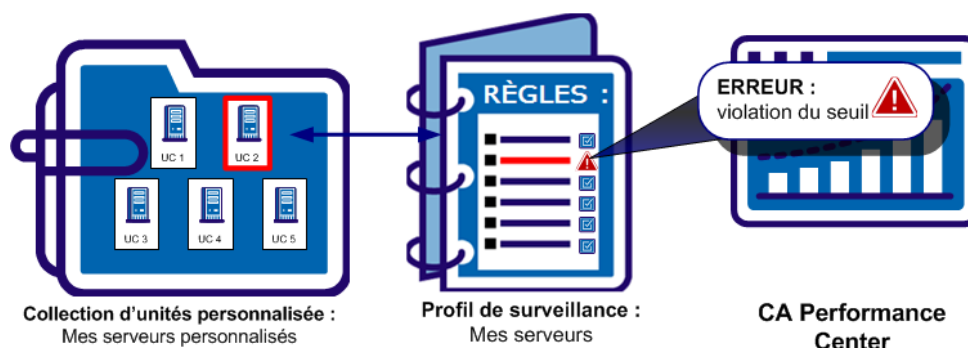 RÈGLES :
ERREUR :
violation du seuil
UC 1
UC 2
UC 3
UC 4
UC 5
Collection d'unités personnalisée :
Mes serveurs personnalisés
Profil de surveillance :
Mes serveurs
CA Performance
Center